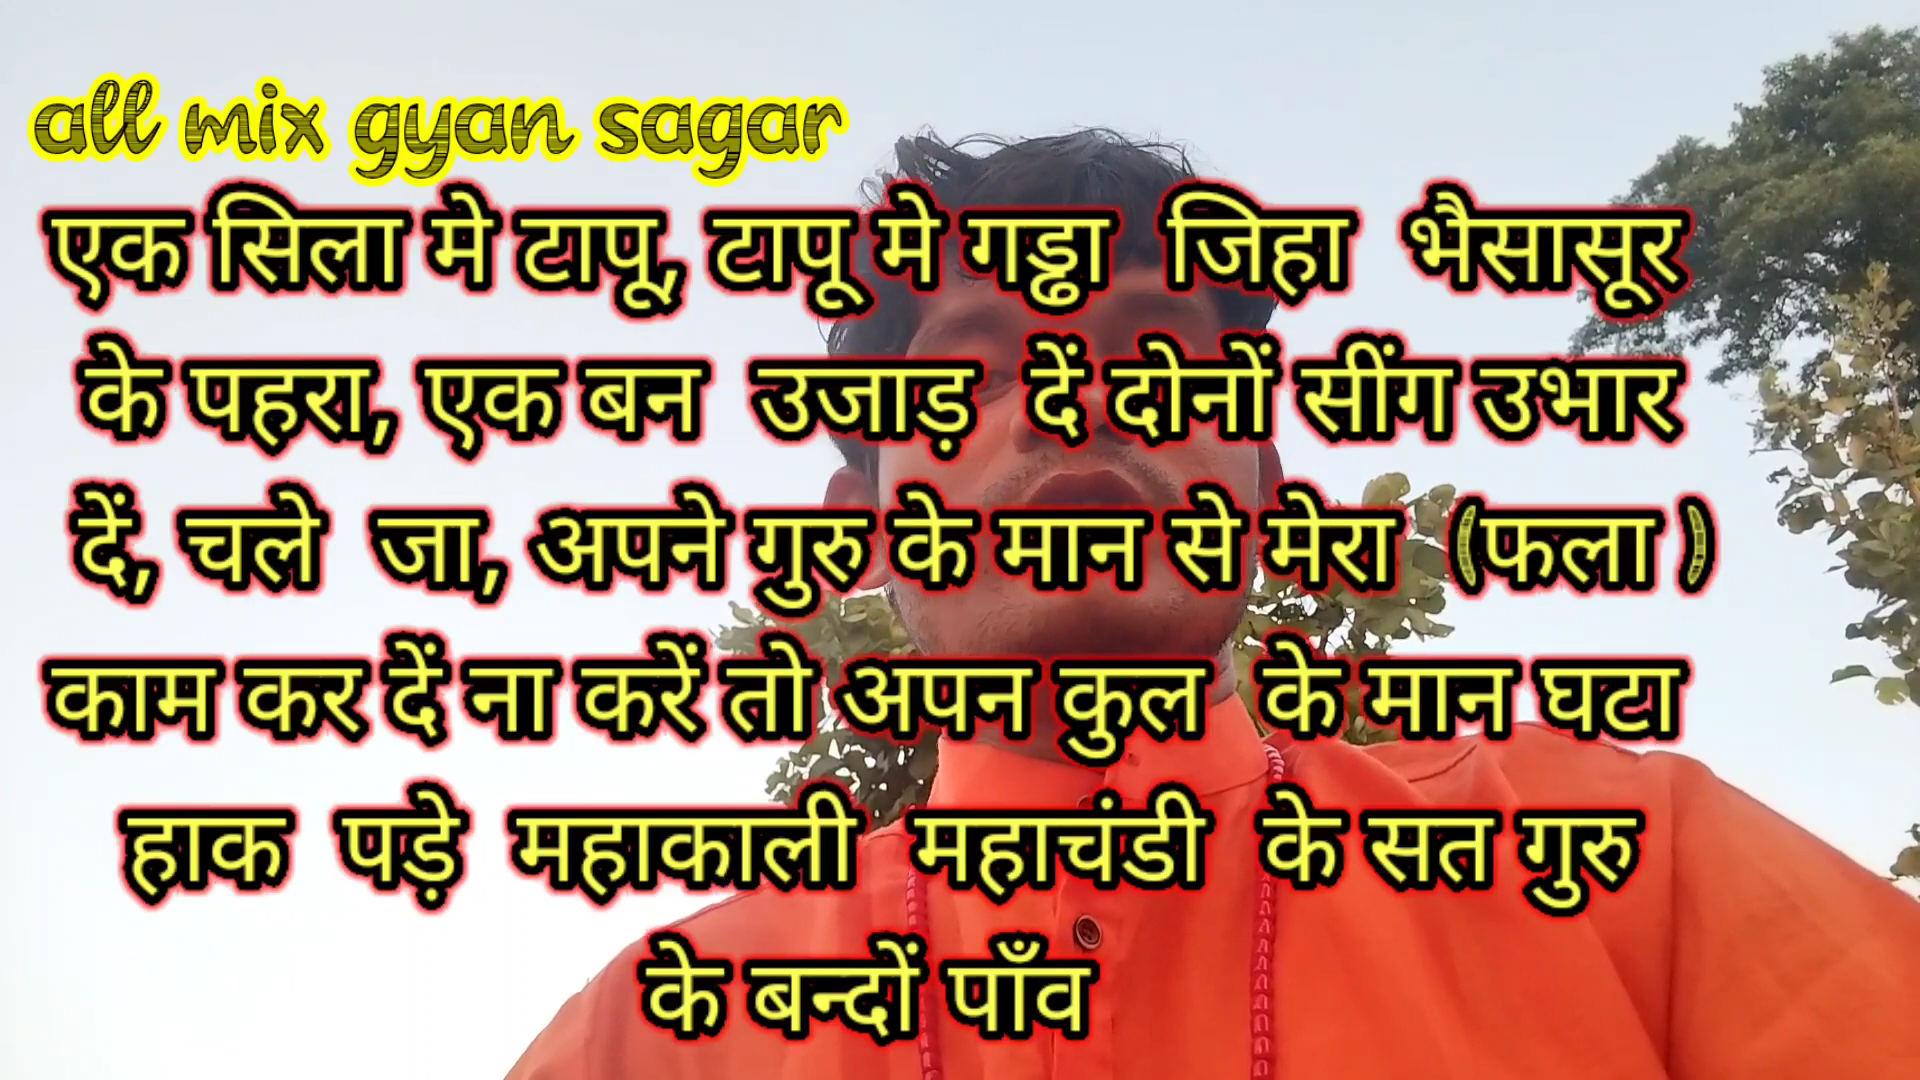 all mix gyan sagar
एक सिला मे टापू, टापू मे गड्ढा जिहा भैसासूर
के पहरा, एक बन उजाड़ दें दोनों सींग उभार
दें, चले जा, अपने गुरु के मान से मेरा (फला )
काम कर दें ना करें तो अपन कुल के मान घटा
हाक पड़े महाकाली महाचंडी के सत गुरु
के बन्दों पाँव